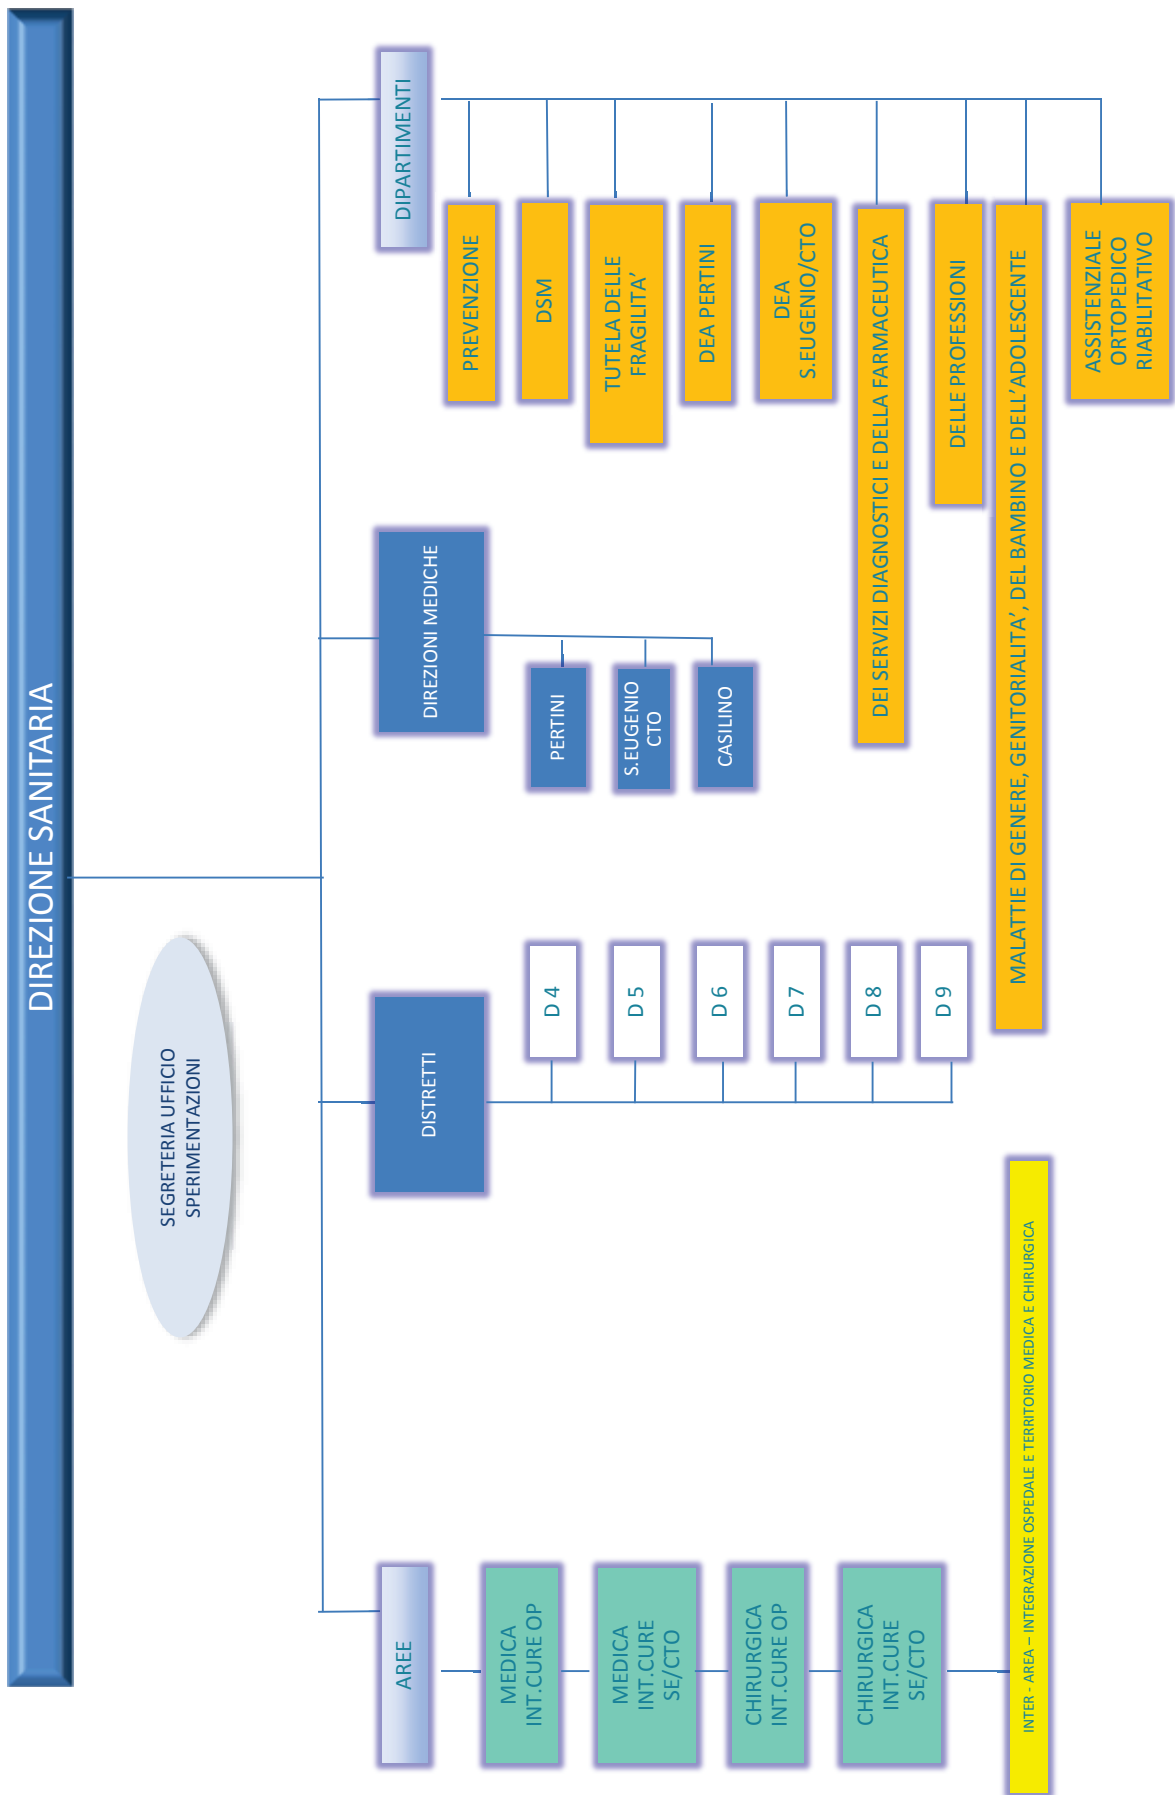 DIREZIONE SANITARIA
SEGRETERIA UFFICIO
SPERIMENTAZIONI
AREE
MEDICA
INT.CURE OP
MEDICA
INT.CURE
SE/CTO
CHIRURGICA
INT.CURE OP
CHIRURGICA
INT.CURE
SE/CTO
INTER - AREA – INTEGRAZIONE OSPEDALE E TERRITORIO MEDICA E CHIRURGICA
DISTRETTI
D 4
D 5
D 6
D 7
D 8
D 9
DIREZIONI MEDICHE
PERTINI
S.EUGENIO
CTO
CASILINO
DIPARTIMENTI
PREVENZIONE
DSM
TUTELA DELLE
FRAGILITA’
DEA PERTINI
DEA
S.EUGENIO/CTO
DEI SERVIZI DIAGNOSTICI E DELLA FARMACEUTICA
DELLE PROFESSIONI
MALATTIE DI GENERE, GENITORIALITA’, DEL BAMBINO E DELL’ADOLESCENTE
ASSISTENZIALE
ORTOPEDICO
RIABILITATIVO